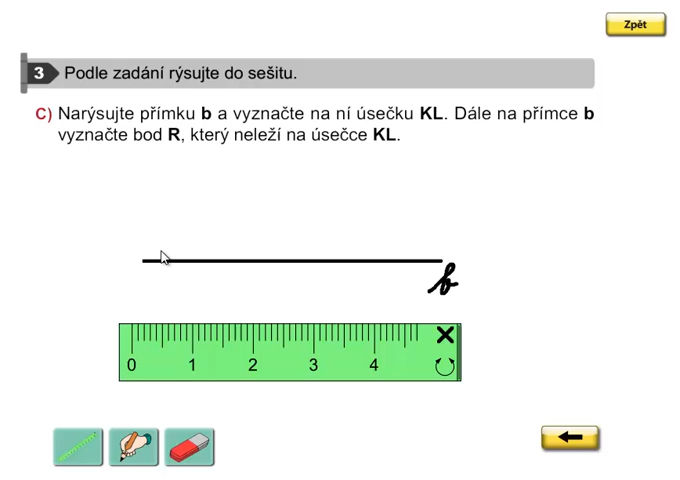 Zpět
3 Podle zadání rýsujte do sešitu.
C) Narýsujte přímku b a vyznačte na ní úsečku KL. Dále na přímce b
vyznačte bod R, který neleží na úsečce KL.
b
0 1 2 3 4